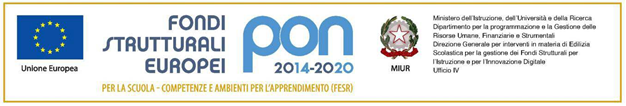 Unione Europea
FONDI
STRUTTURALI
EUROPEI
pon
2014-2020
PER LA SCUOLA - COMPETENZE E AMBIENTI PER L'APPRENDIMENTO (FESR)
MIUR
Ministero dell'Istruzione, dell'Università e della Ricerca
Dipartimento per la programmazione e la Gestione delle
Risorse Umane, Finanziarie e Strumentali
Direzione Generale per interventi in materia di Edilizia
Scolastica per la gestione dei Fondi Strutturali per
l'Istruzione e per l'Innovazione Digitale
Ufficio IV